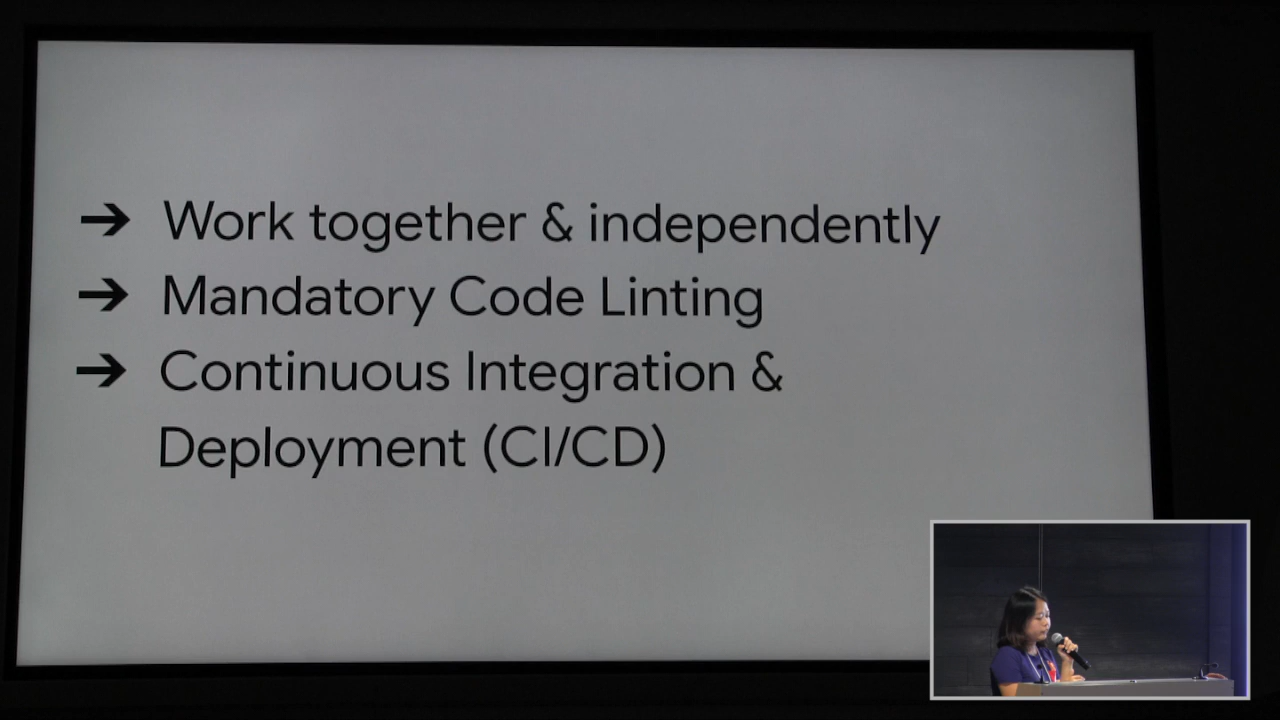 ➔ Work together & independently
➔ Mandatory Code Linting
➔ Continuous Integration &
Deployment (CI/CD)